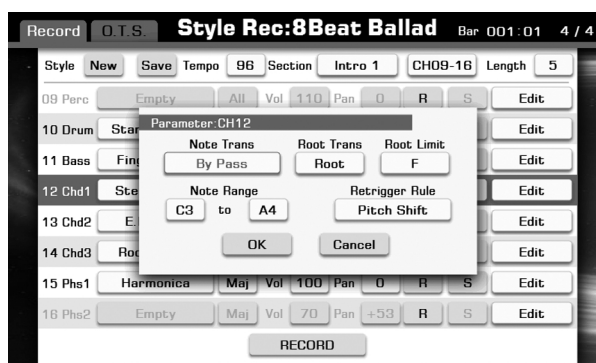 Record O.T.S. Style Rec:8Beat Ballad Bar 001:01 4/4
Style New Save Tempo 96 Section Intro 1 CH09-16 Length 5
09 Perc Empty All Vol 110 Pan 0 R S Edit
Parameter:CH12
10 Drum Edit
Note Trans Root Trans Root Limit
11 Bass By Pass Root F Edit
12 Chd1 Note Range Retrigger Rule Edit
13 Chd2 C3 to A4 Pitch Shift Edit
14 Chd3 OK Cancel Edit
15 Phs1 Harmonica Maj Vol 100 Pan 0 R S Edit
16 Phs2 Empty Maj Vol 70 Pan +53 R S Edit
RECORD